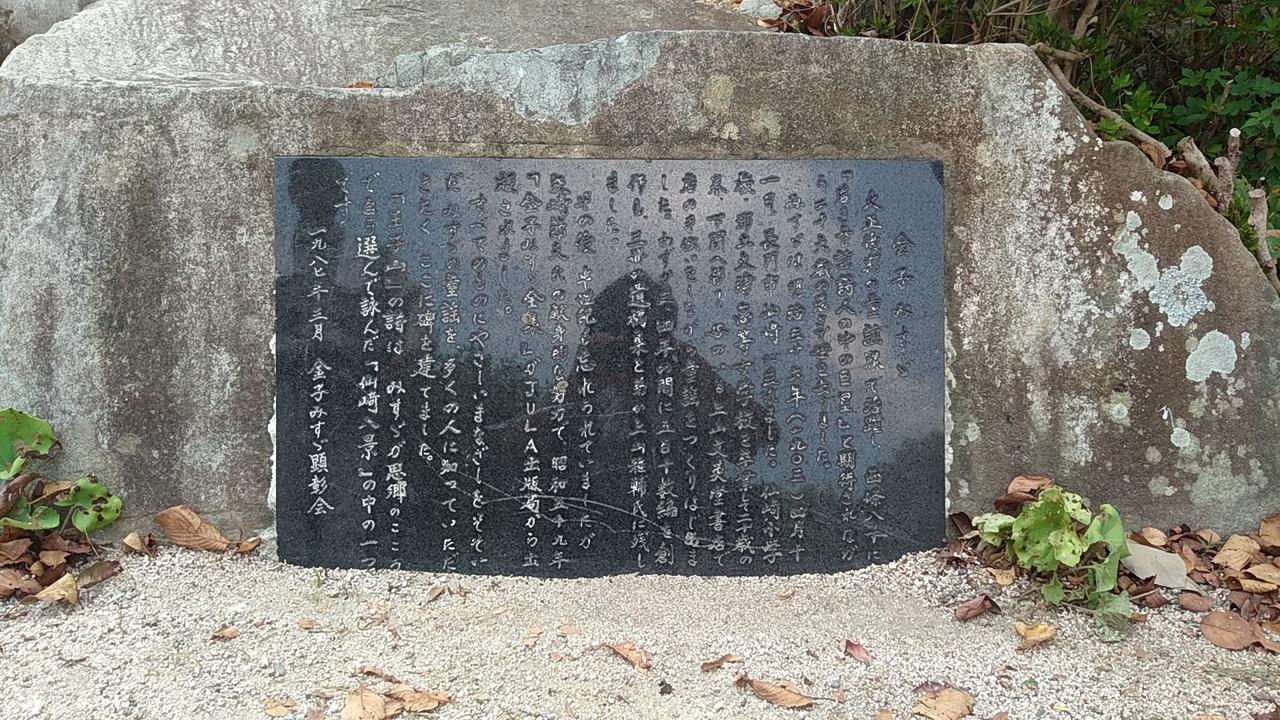 金子みすゞ
大正末期の童謡界で活躍し 西條八十に
「若き童謡詩人の中の巨星」と期待されなが
ら二十六歳の若さで世を去りました。
みすゞは 明治三十六年(一九〇三)四月十
一日、長門市仙崎に生れました。仙崎小学
校、郡立大津高等女学校を卒業し二十歳の
春、下関へ移り 母のいる上山文英堂書店で
店の手伝いをしながら童謡をつくりはじめま
した。わずか三、四年の間に五百十数編を創
作し、三冊の遺稿集を弟の上山雅輔氏に残し
ました。
その後 半世紀も忘れられていましたが
矢崎節夫氏の献身的な努力で、昭和五十九年
「金子みすゞ全集」がJULA出版局から出
版されました。
すべてのものにやさしいまなざしをそそい
だ みすゞの童謡を 多くの人に知っていただ
きたく ここに碑を建てました。
「王子山」の詩は みすゞが思郷のこころ
で 選んで詠んだ「仙崎八景」の中の一つ
です。
一九八七年三月 金子みすゞ顕彰会